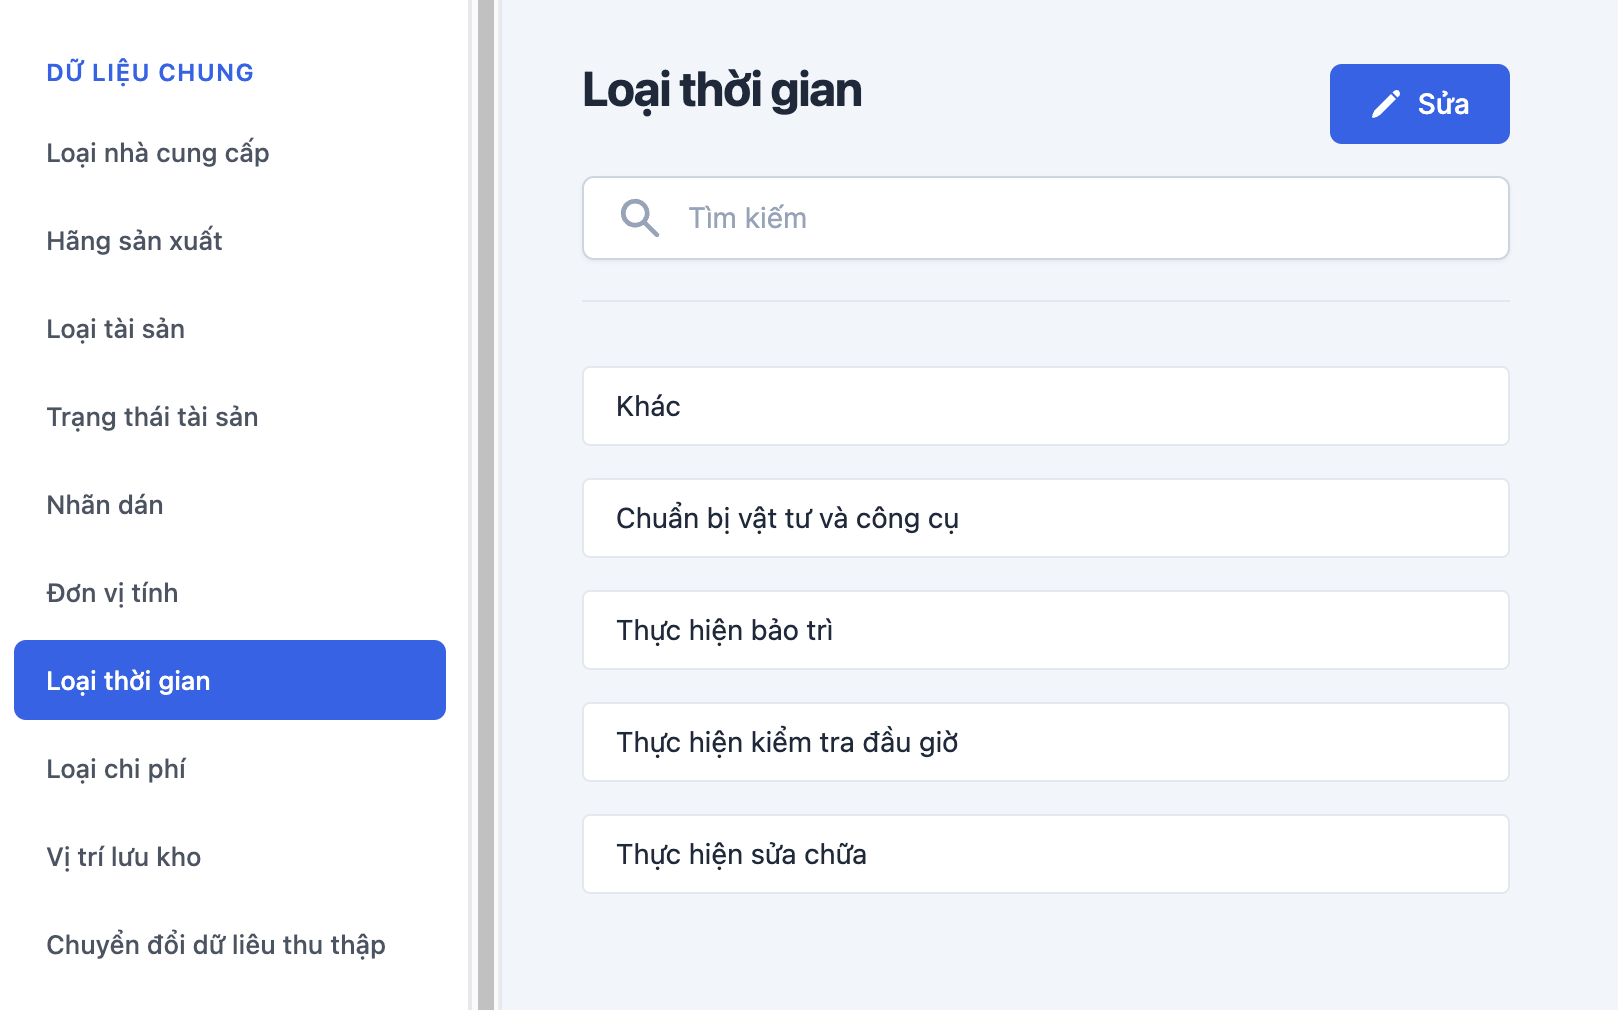 DỮ LIỆU CHUNG
Loại nhà cung cấp
Hãng sản xuất
Loại tài sản
Trạng thái tài sản
Nhãn dán
Đơn vị tính
Loại thời gian
Loại chi phí
Vị trí lưu kho
Chuyển đổi dữ liêu thu thập
Loại thời gian
Sửa
Tìm kiếm
Khác
Chuẩn bị vật tư và công cụ
Thực hiện bảo trì
Thực hiện kiểm tra đầu giờ
Thực hiện sửa chữa